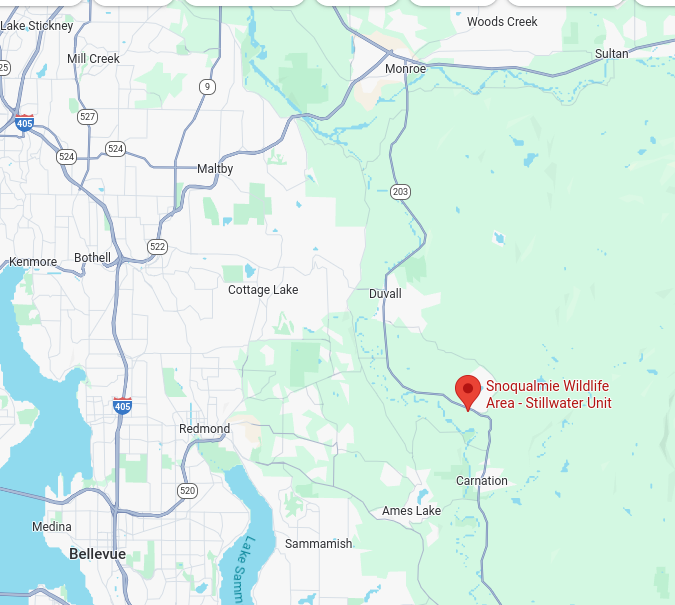 Woods Creek
Lake Stickney
Sultan
Mill Creek
Monroe
25
9
527
405
524
524
Maltby
203
522
Bothell
Kenmore
Cottage Lake
Duvall
Snoqualmie Wildlife
Area - Stillwater Unit
405
Redmond
Carnation
520
Ames Lake
Medina
Sammamish
Bellevue
Lake Samm